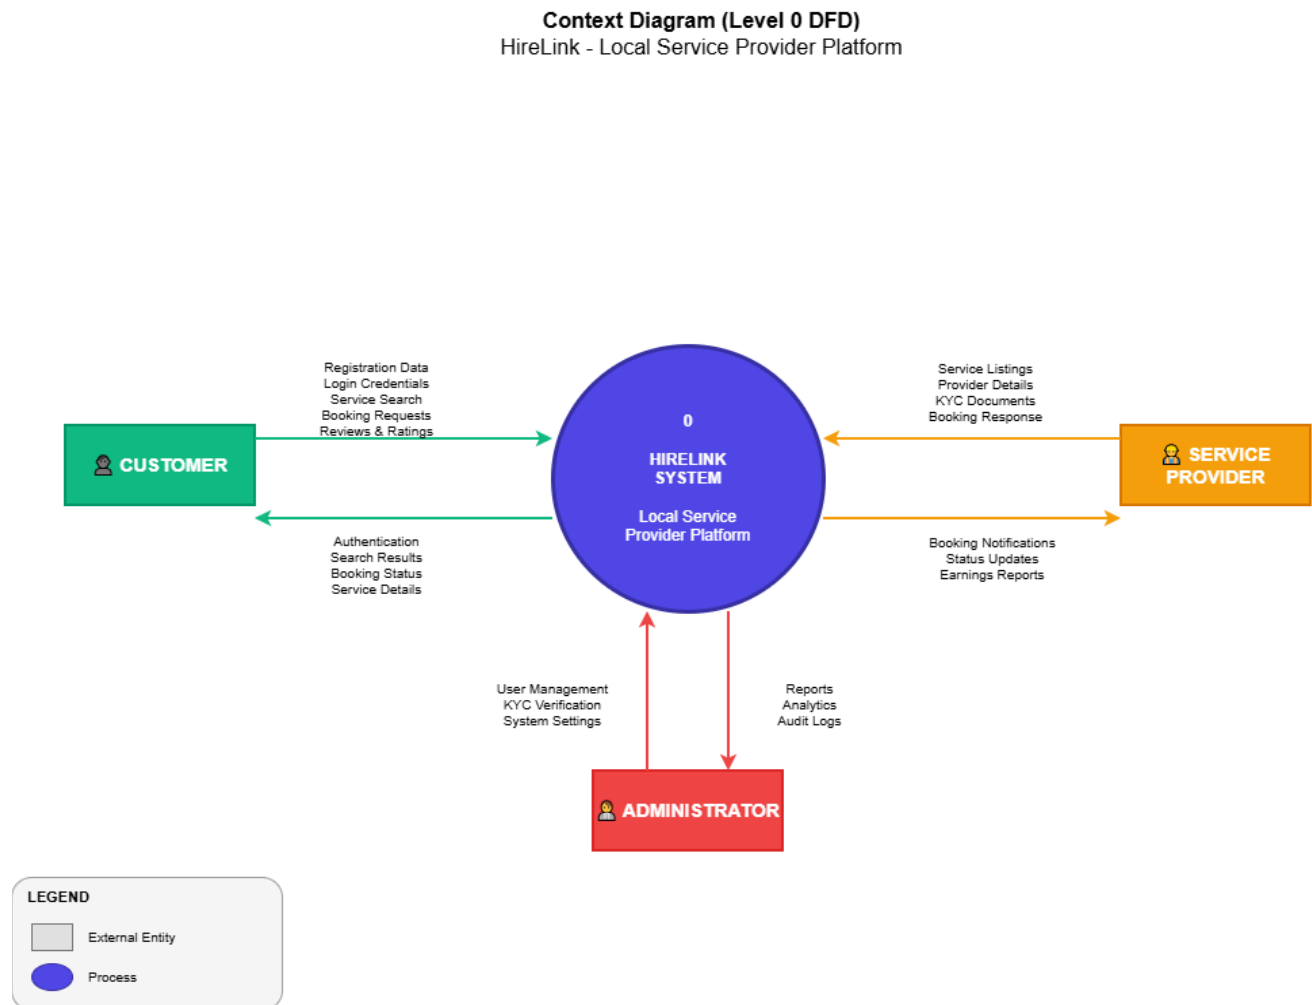 Context Diagram (Level 0 DFD)
HireLink - Local Service Provider Platform
Registration Data
Login Credentials
Service Search
Booking Requests
Reviews & Ratings
CUSTOMER
Authentication
Search Results
Booking Status
Service Details
0
HIRELINK
SYSTEM
Local Service
Provider Platform
Service Listings
Provider Details
KYC Documents
Booking Response
SERVICE
PROVIDER
Booking Notifications
Status Updates
Earnings Reports
User Management
KYC Verification
System Settings
Reports
Analytics
Audit Logs
ADMINISTRATOR
LEGEND
External Entity
Process